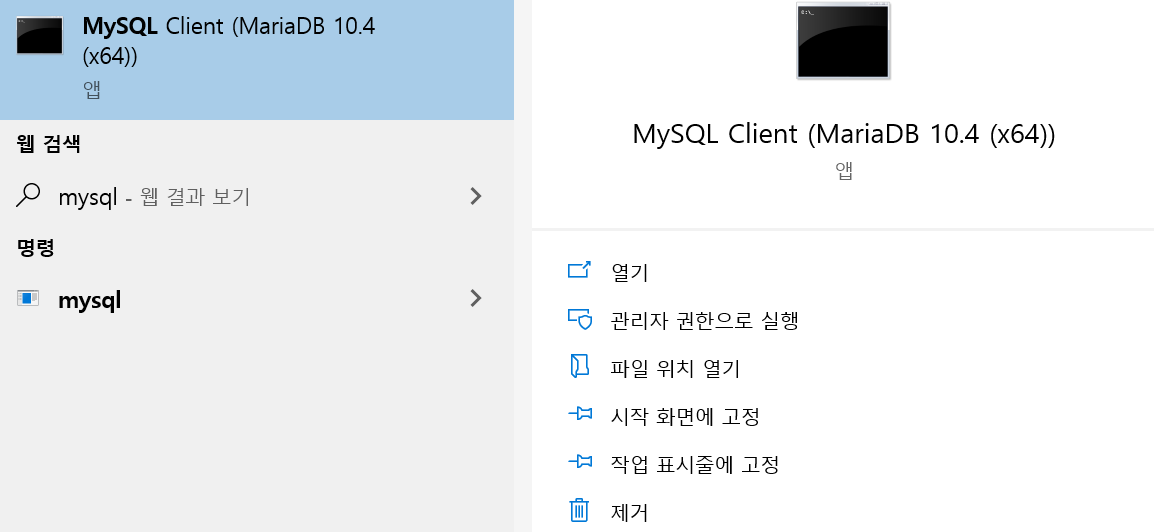 MySQL Client (MariaDB 10.4
(x64))
앱
웹 검색
mysql - 웹 결과 보기
명령
mysql
MySQL Client (MariaDB 10.4 (x64))
앱
열기
관리자 권한으로 실행
파일 위치 열기
시작 화면에 고정
작업 표시줄에 고정
제거